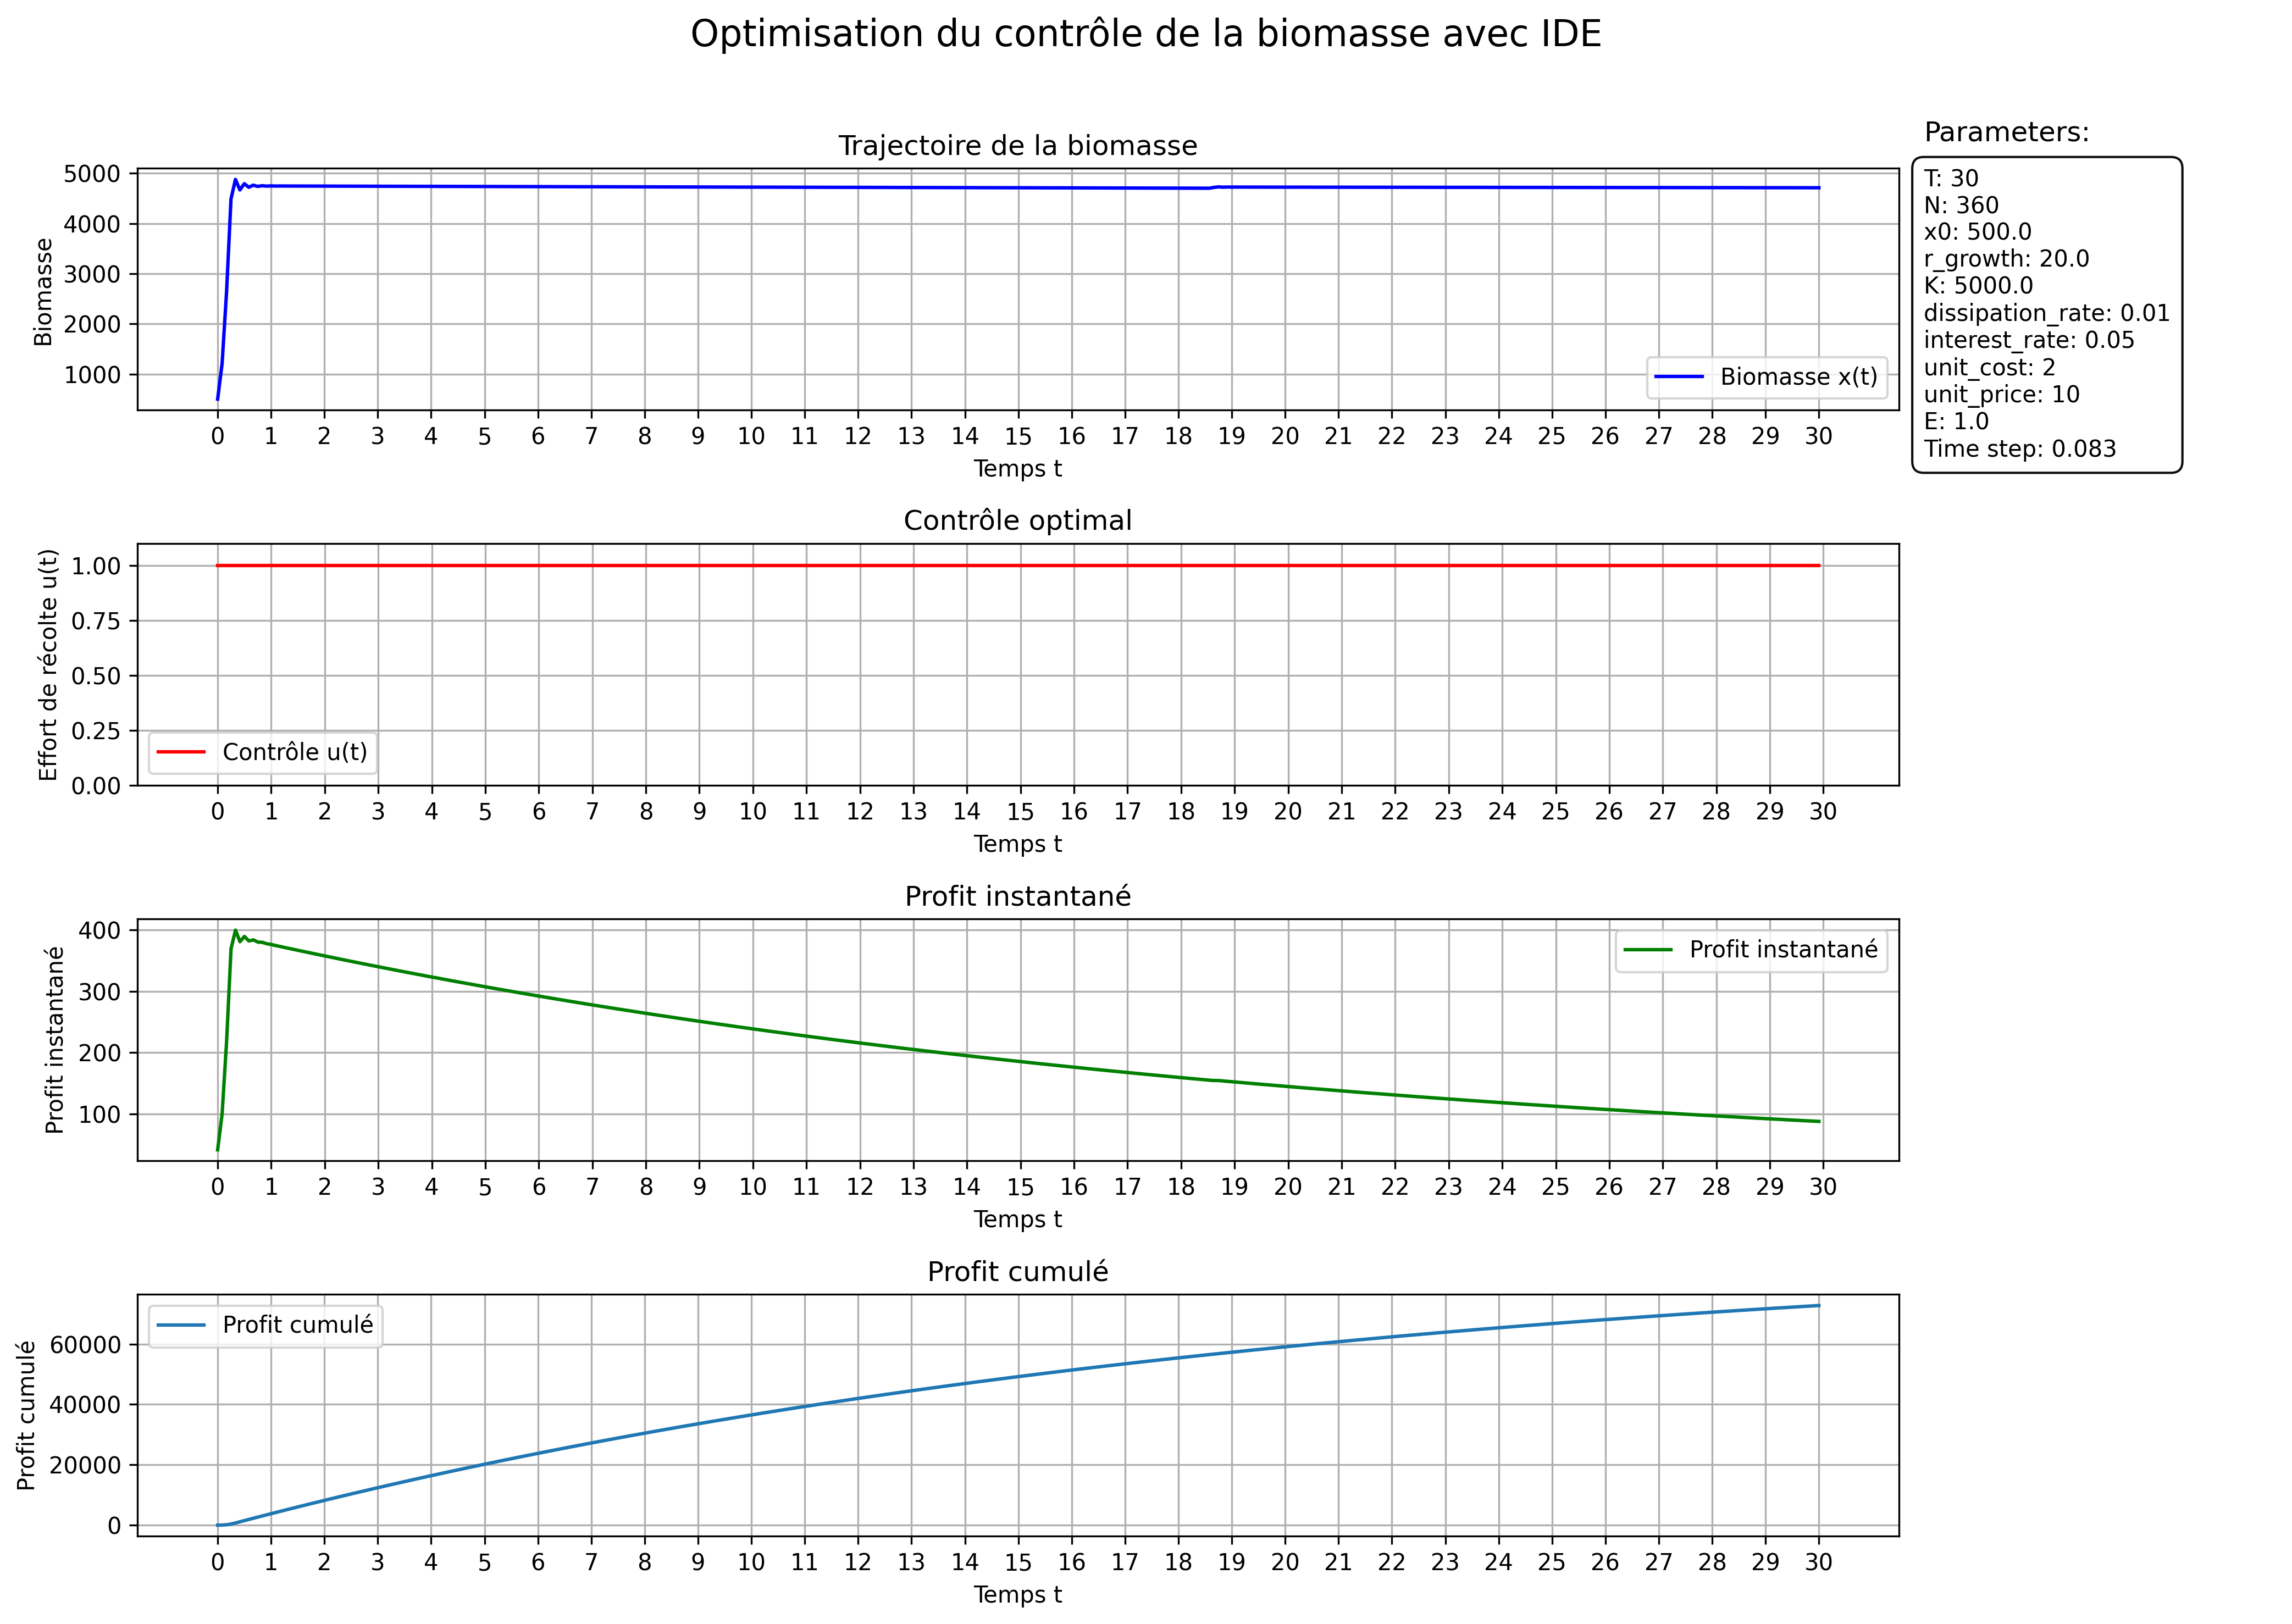 Optimisation du contrôle de la biomasse avec IDE
Trajectoire de la biomasse
Biomasse
5000
4000
3000
2000
1000
Biomasse x(t)
0 1 2 3 4 5 6 7 8 9 10 11 12 13 14 15 16 17 18 19 20 21 22 23 24 25 26 27 28 29 30
Temps t
Parameters:
T: 30
N: 360
x0: 500.0
r_growth: 20.0
K: 5000.0
dissipation_rate: 0.01
interest_rate: 0.05
unit_cost: 2
unit_price: 10
E: 1.0
Time step: 0.083
Contrôle optimal
Effort de récolte u(t)
1.00
0.75
0.50
0.25
0.00
Contrôle u(t)
0 1 2 3 4 5 6 7 8 9 10 11 12 13 14 15 16 17 18 19 20 21 22 23 24 25 26 27 28 29 30
Temps t
Profit instantané
Profit instantané
400
300
200
100
Profit instantané
0 1 2 3 4 5 6 7 8 9 10 11 12 13 14 15 16 17 18 19 20 21 22 23 24 25 26 27 28 29 30
Temps t
Profit cumulé
Profit cumulé
60000
40000
20000
0
Profit cumulé
0 1 2 3 4 5 6 7 8 9 10 11 12 13 14 15 16 17 18 19 20 21 22 23 24 25 26 27 28 29 30
Temps t